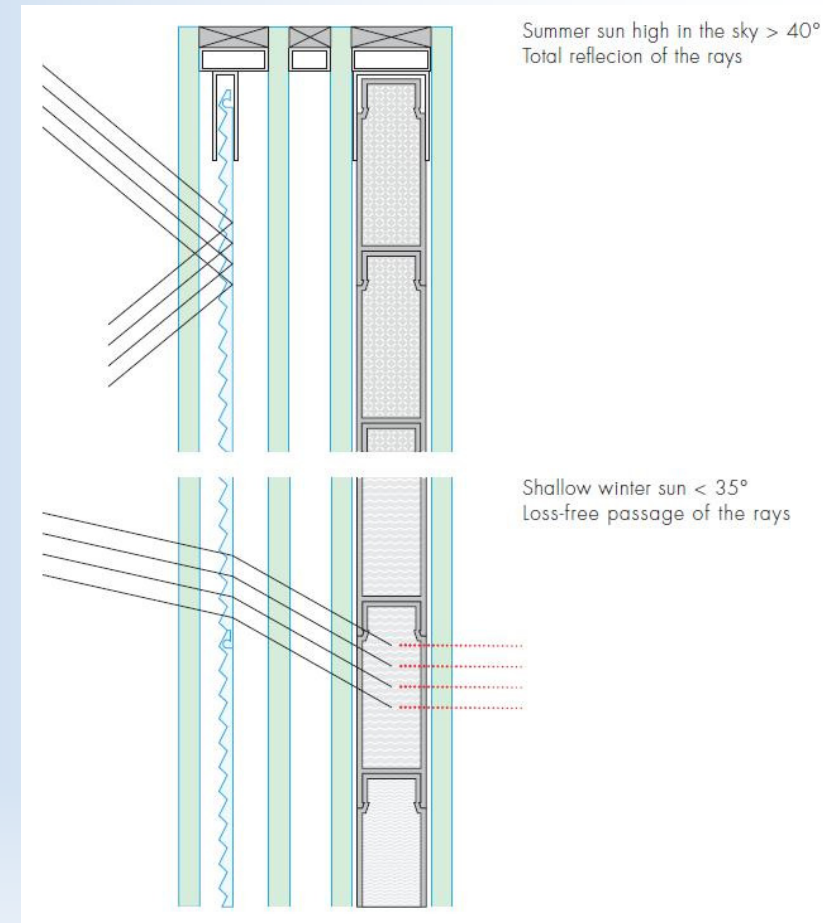 Summer sun high in the sky > 40°
Total reflecion of the rays
Shallow winter sun < 35°
Loss-free passage of the rays